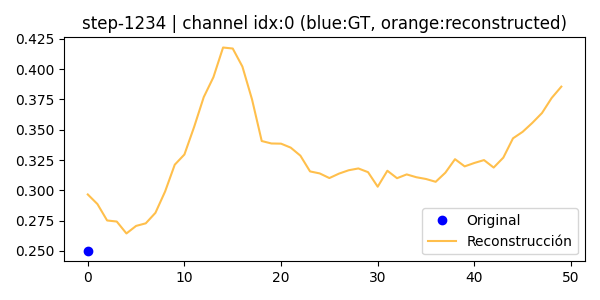 step-1234 | channel idx:0 (blue:GT, orange:reconstructed)
0.425
0.400
0.375
0.350
0.325
0.300
0.275
0.250
Original
Reconstrucción
0 10 20 30 40 50